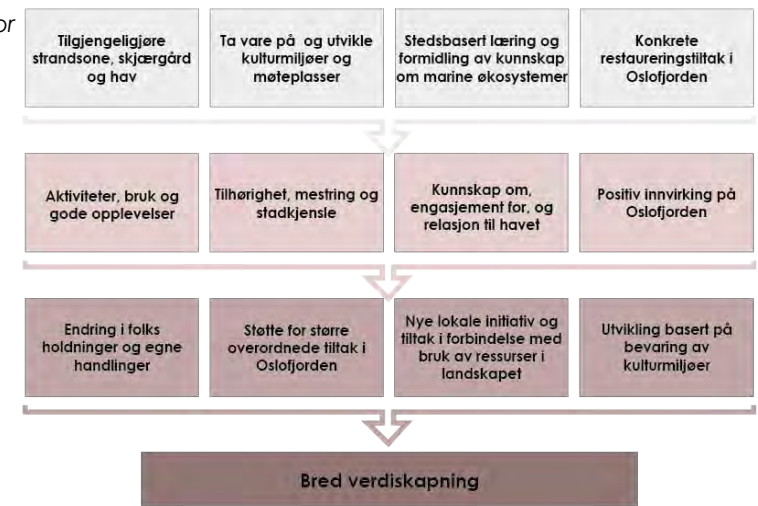 or
Tilgjengeligjøre
strandsone, skjærgård
og hav
Ta vare på og utvikle
kulturmiljøer og
møteplasser
Stedsbasert læring og
formidling av kunnskap
om marine økosystemer
Konkrete
restaureringstiltak i
Oslofjorden
Aktiviteter, bruk og
gode opplevelser
Tilhørighet, mestring og
stadkjensle
Kunnskap om,
engasjement for, og
relasjon til havet
Positiv innvirking på
Oslofjorden
Endring i folks
holdninger og egne
handlinger
Støtte for større
overordnede tiltak i
Oslofjorden
Nye lokale initiativ og
tiltak i forbindelse med
bruk av ressurser i
landskapet
Utvikling basert på
bevaring av
kulturmiljøer
Bred verdiskapning